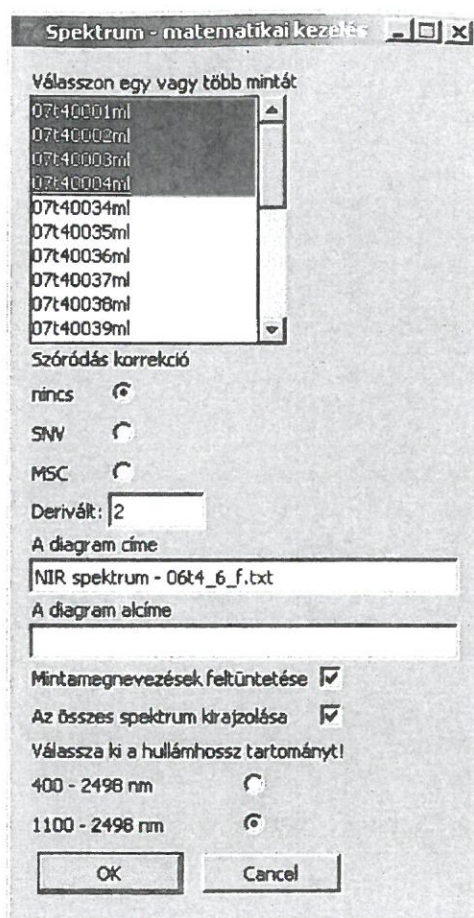 Spektrum - matematikai kezelés
Válasszon egy vagy több mintát
07t40001ml
07t40002ml
07t40003ml
07t40004ml
07t40034ml
07t40035ml
07t40036ml
07t40037ml
07t40038ml
07t40039ml
Szóródás korrekció
nincs
SNV
MSC
Derivált: 2
A diagram címe
NIR spektrum - 06t4_6_f.txt
A diagram alcíme
Mintamegnevezések feltüntetése
Az összes spektrum kirajzolása
Válassza ki a hullámhossz tartományt!
400 - 2498 nm
1100 - 2498 nm
OK Cancel